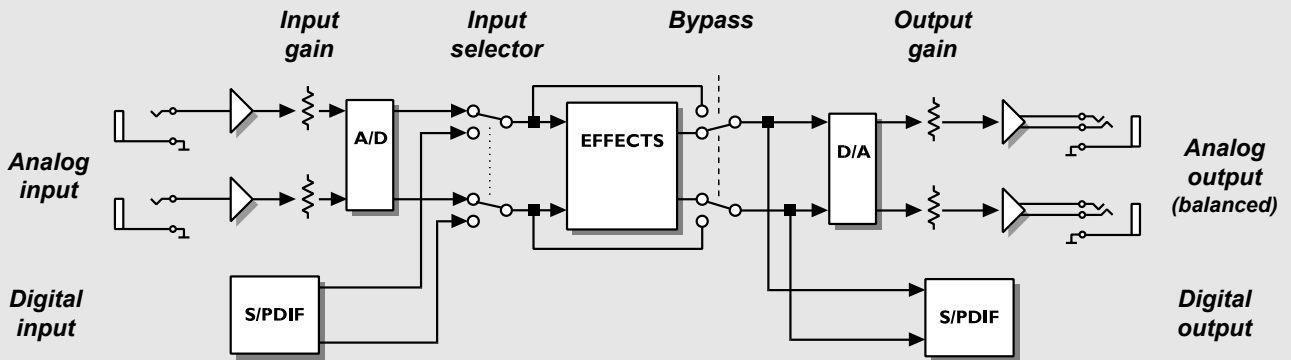 Input
gain
Input
selector
Bypass
Output
gain
A/D
EFFECTS
D/A
Analog
input
Analog
output
(balanced)
Digital
input
S/PDIF
S/PDIF
Digital
output